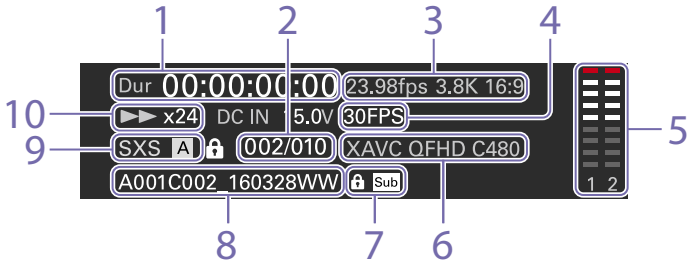 1 2 3 4
Dur 00:00:00:00 23.98fps 3.8K 16:9
10 x24 DC IN 15.0V 30FPS 5
9 SXS A 002/010 XAVC QFHD C480
A001C002_160328WW Sub 1 2
8 7 6